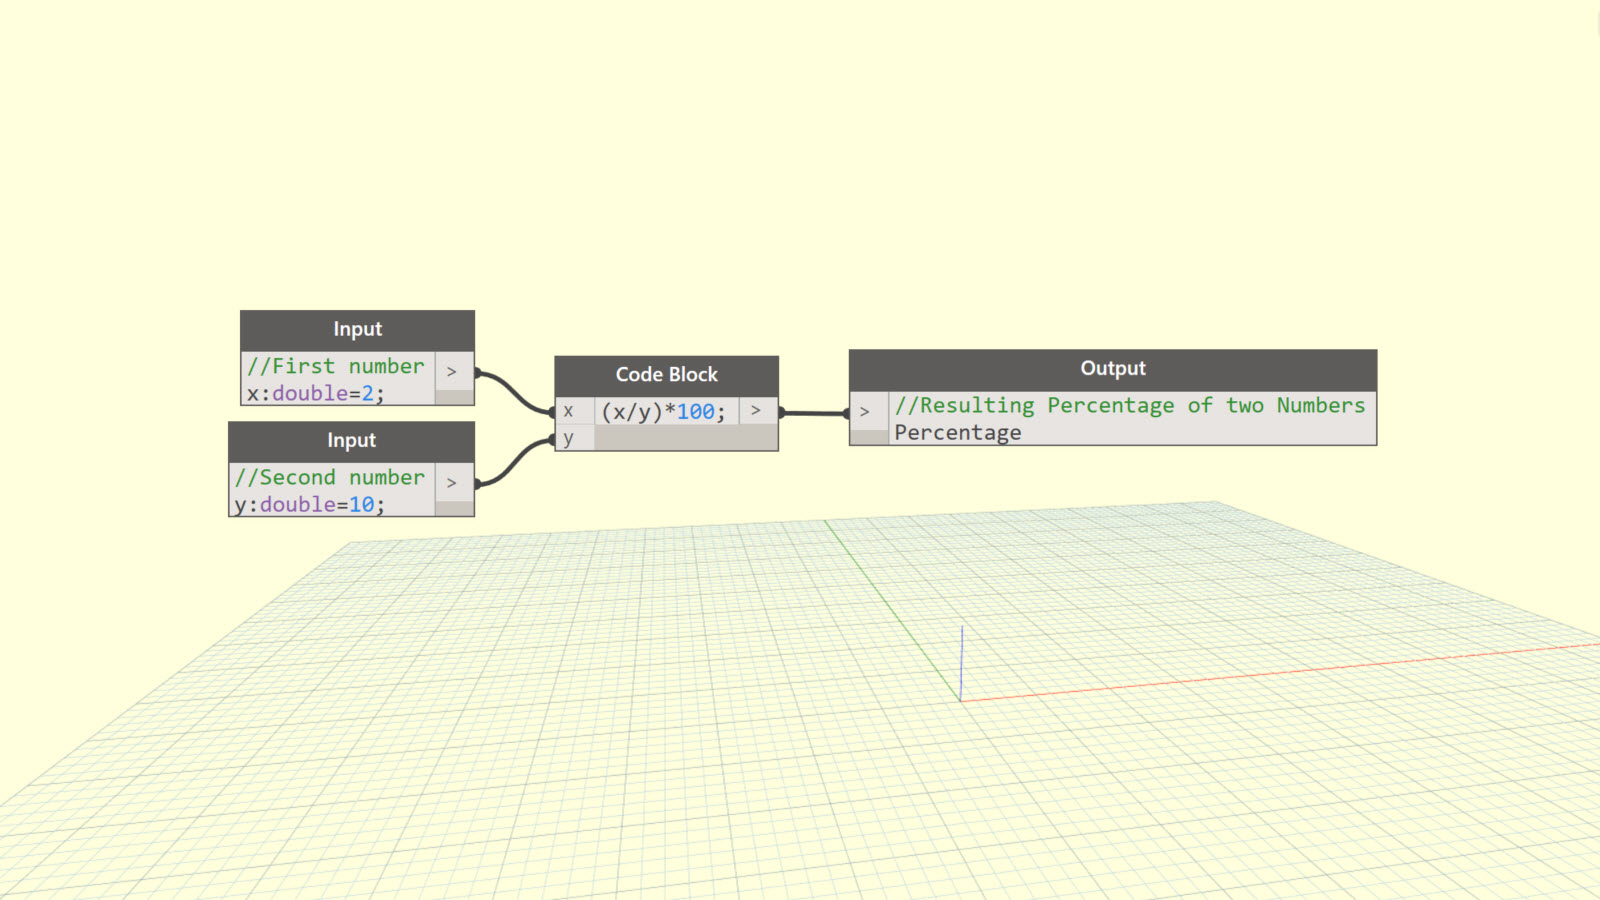 Input
//First number
x:double=2;
>
Input
//Second number
y:double=10;
>
Code Block
x
(x/y)*100;
>
y
Output
>
//Resulting Percentage of two Numbers
Percentage